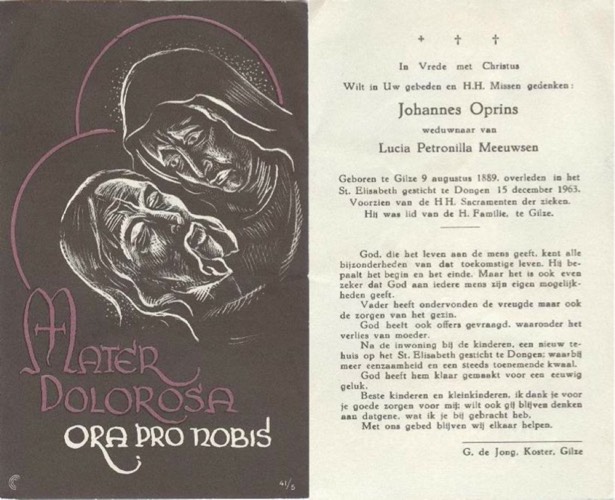 MATER
DOLOROSA
ORA PRO NOBIS
41/5
In Vrede met Christus
Wilt in Uw gebeden en H.H. Missen gedenken:
Johannes Oprins
weduwnaar van
Lucia Petronilla Meeuwsen
Geboren te Gilze 9 augustus 1889, overleden in het
St. Elisabeth gesticht te Dongen 15 december 1963.
Voorzien van de H H. Sacramenten der zieken.
Hij was lid van de H. Familie, te Gilze.
God, die het leven aan de mens geeft, kent alle
bijzonderheden van dat toekomstige leven. Hij be-
paalt het begin en het einde. Maar het is ook even
zeker dat God aan iedere mens zijn eigen mogelijk-
heden geeft.
Vader heeft ondervonden de vreugde maar ook
de zorgen van het gezin.
God heeft ook offers gevraagd, waaronder het
verlies van moeder.
Na de inwoning bij de kinderen, een nieuw te-
huis op het St. Elisabeth gesticht te Dongen; waarbij
meer eenzaamheid en een steeds toenemende kwaal.
God heeft hem klaar gemaakt voor een eeuwig
geluk.
Beste kinderen en kleinkinderen, ik dank je voor
je goede zorgen voor mij; wilt ook gij blijven denken
aan datgene, wat ik je bij gebracht heb.
Met ons gebed blijven wij elkaar helpen.
G. de Jong, Koster, Gilze